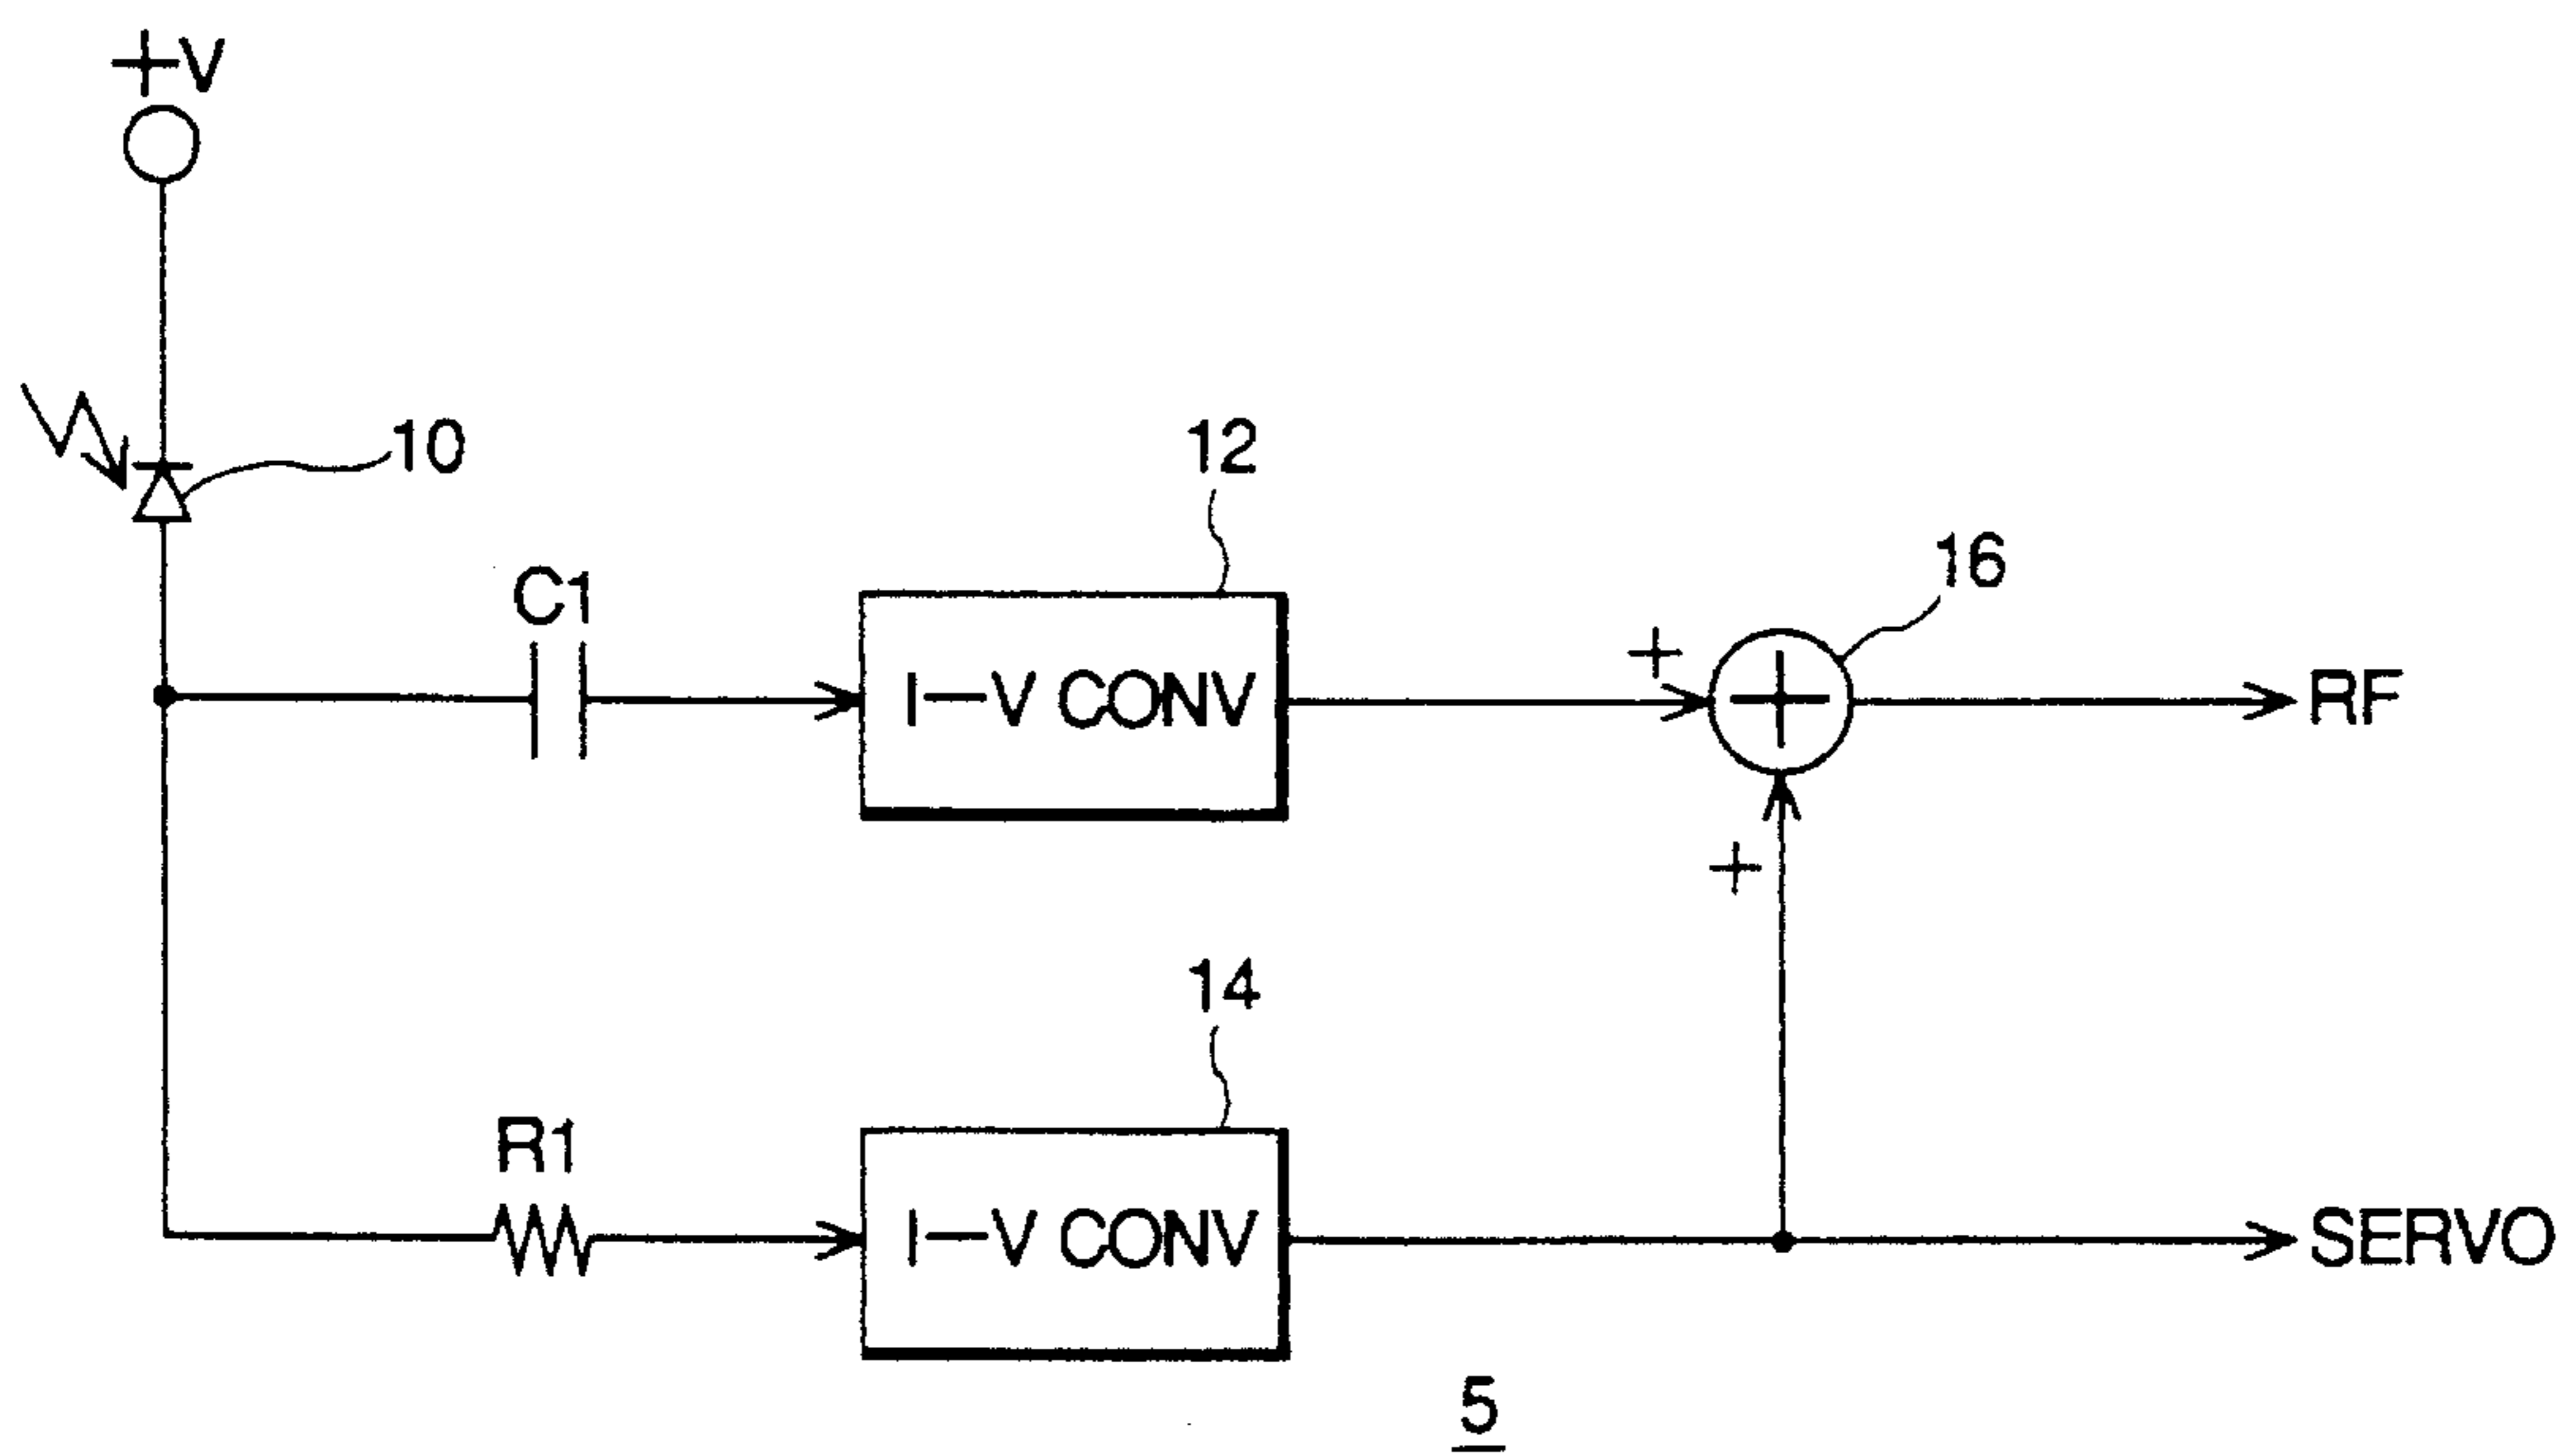 +V
10
12
C1
16
I—V CONV
+
+
RF
+
14
R1
I—V CONV
SERVO
5